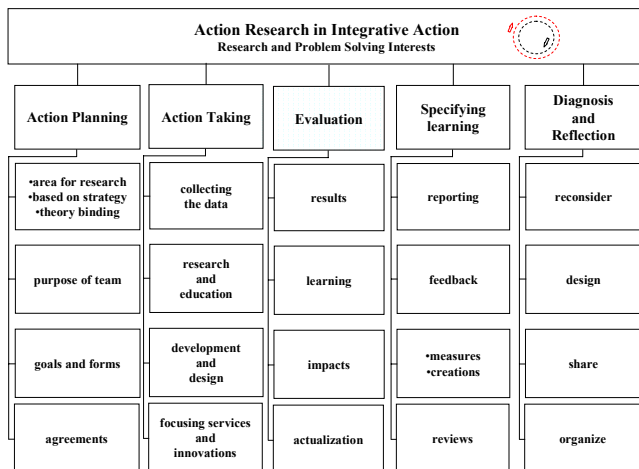 Action Research in Integrative Action
Research and Problem Solving Interests
Action Planning
•area for research
•based on strategy
•theory binding
purpose of team
goals and forms
agreements
Action Taking
collecting
the data
research
and
education
development
and
design
focusing services
and
innovations
Evaluation
results
learning
impacts
actualization
Specifying
learning
reporting
feedback
•measures
•creations
reviews
Diagnosis
and
Reflection
reconsider
design
share
organize